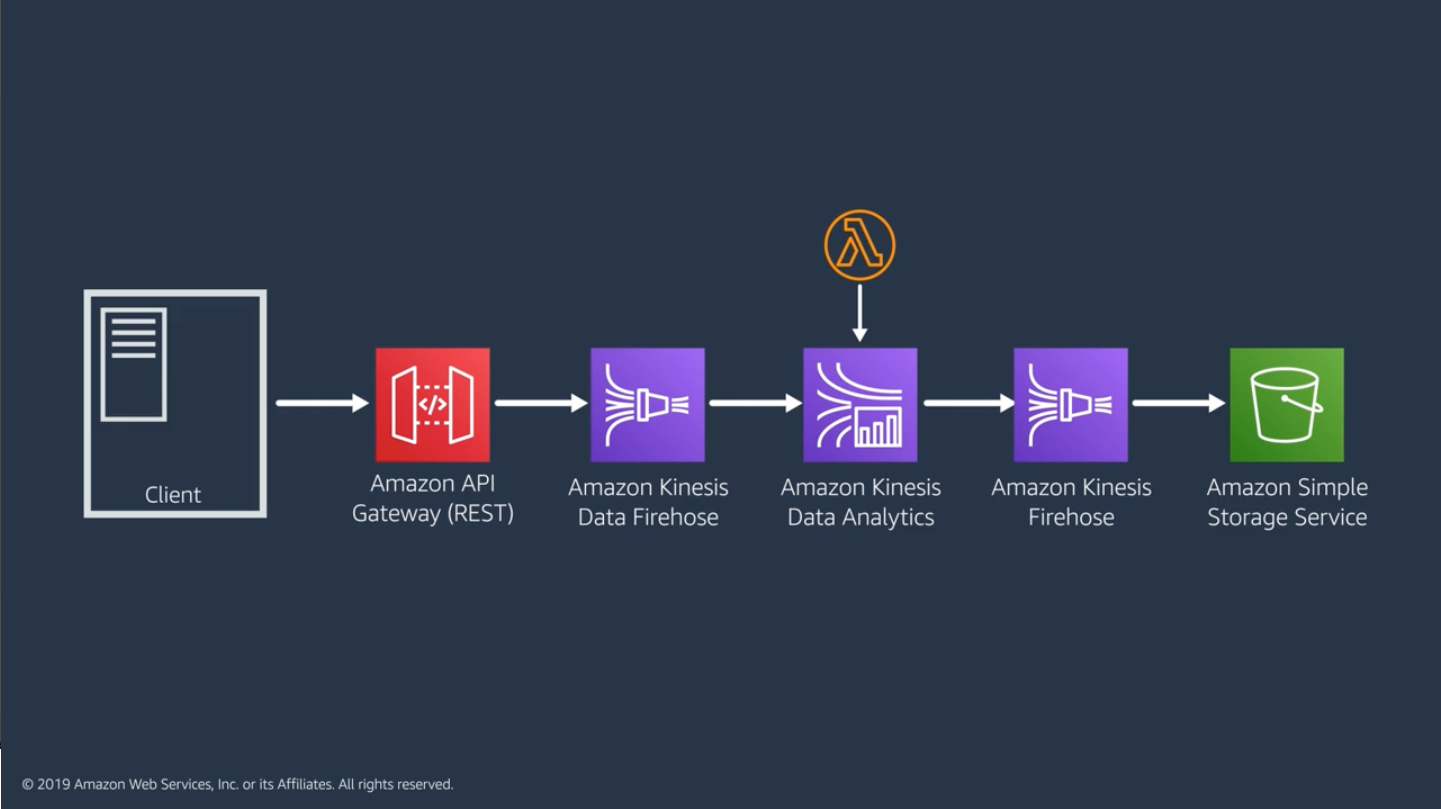 Client
Amazon API
Gateway (REST)
Amazon Kinesis
Data Firehose
Amazon Kinesis
Data Analytics
Amazon Kinesis
Firehose
Amazon Simple
Storage Service
© 2019 Amazon Web Services, Inc. or its Affiliates. All rights reserved.